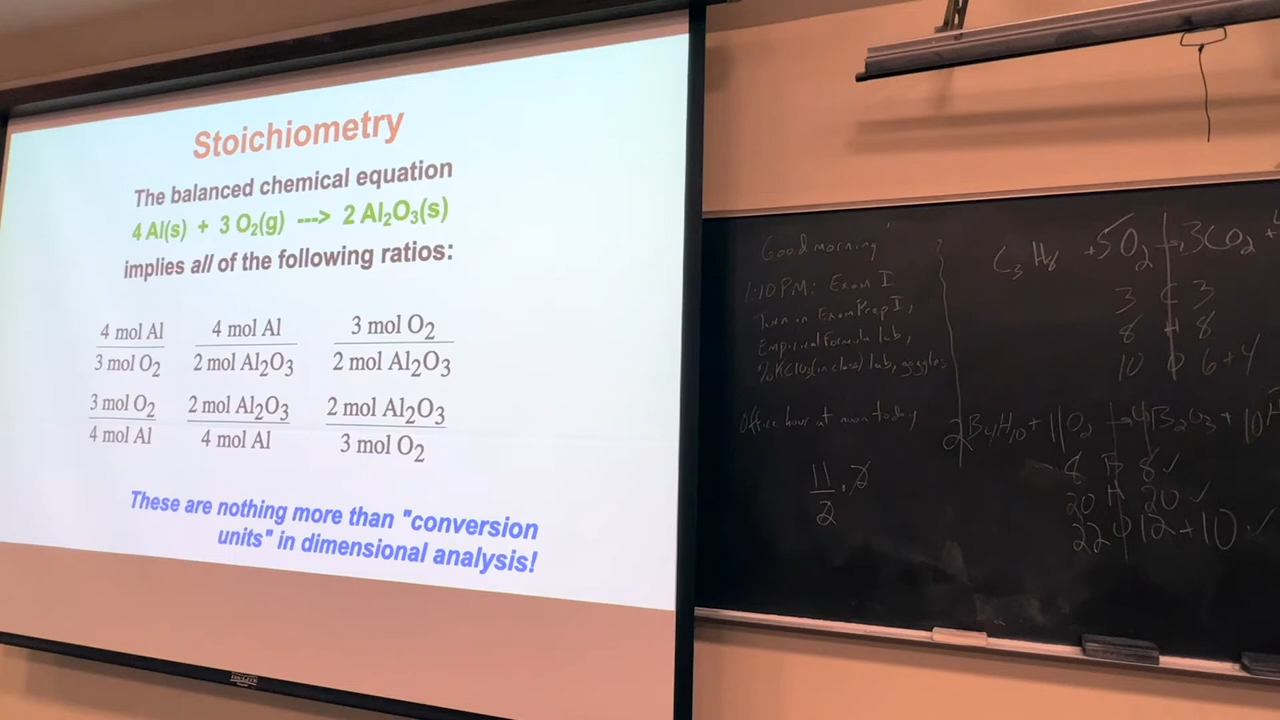 Stoichiometry
The balanced chemical equation
4 Al(s) + 3 O₂(g) ---> 2 Al₂O₃(s)
implies all of the following ratios:
4 mol Al / 3 mol O₂
4 mol Al / 2 mol Al₂O₃
3 mol O₂ / 2 mol Al₂O₃
3 mol O₂ / 4 mol Al
2 mol Al₂O₃ / 4 mol Al
2 mol Al₂O₃ / 3 mol O₂
These are nothing more than "conversion
units" in dimensional analysis!
Good morning
1:10 PM: Exam I
Turn in Exam Prep I,
Empirical Formula lab,
%KClO₃ (in class) lab, goggles
Office hour at noon today
11/2 · 2
C₃H₈ + 5O₂ → 3CO₂ +
3 C 3
8 H 8
10 O 6 + 4
2B₄H₁₀ + 11O₂ → 4B₂O₃ + 10
8 B 8 ✓
20 H 20 ✓
22 O 12 + 10 ✓